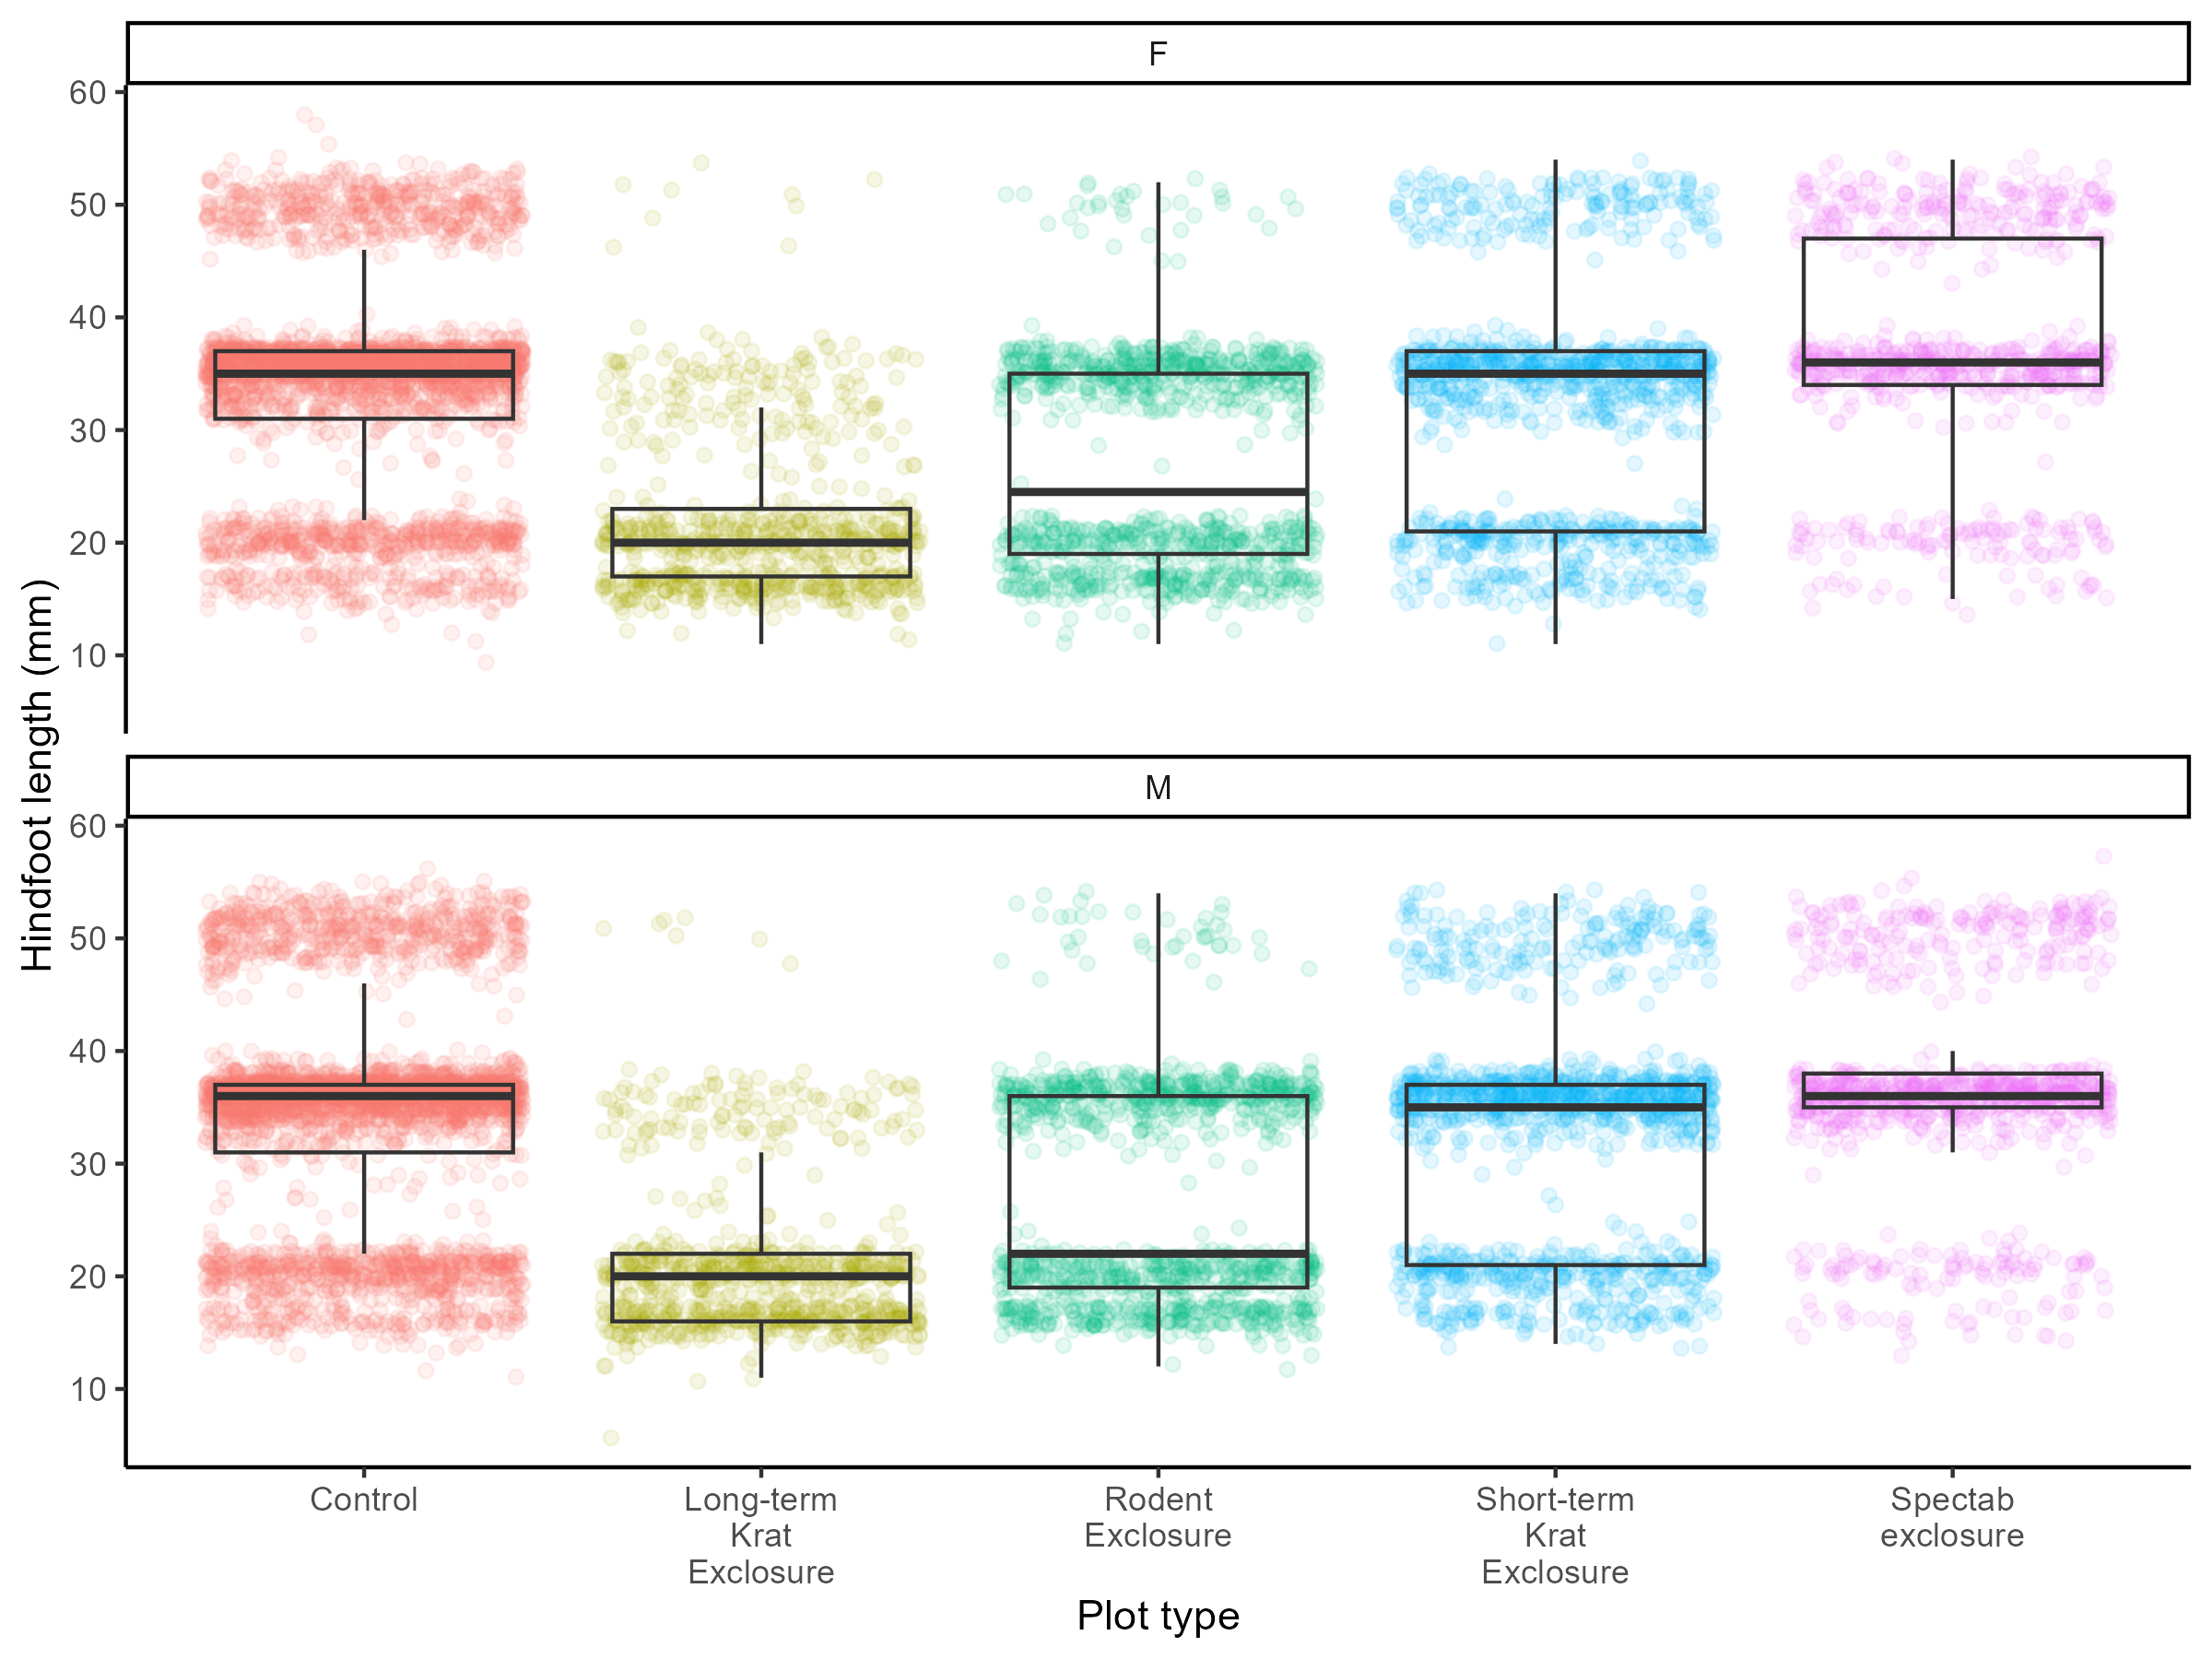 F
60
50
40
30
20
10
Hindfoot length (mm)
M
60
50
40
30
20
10
Control
Long-term
Krat
Exclosure
Rodent
Exclosure
Short-term
Krat
Exclosure
Spectab
exclosure
Plot type